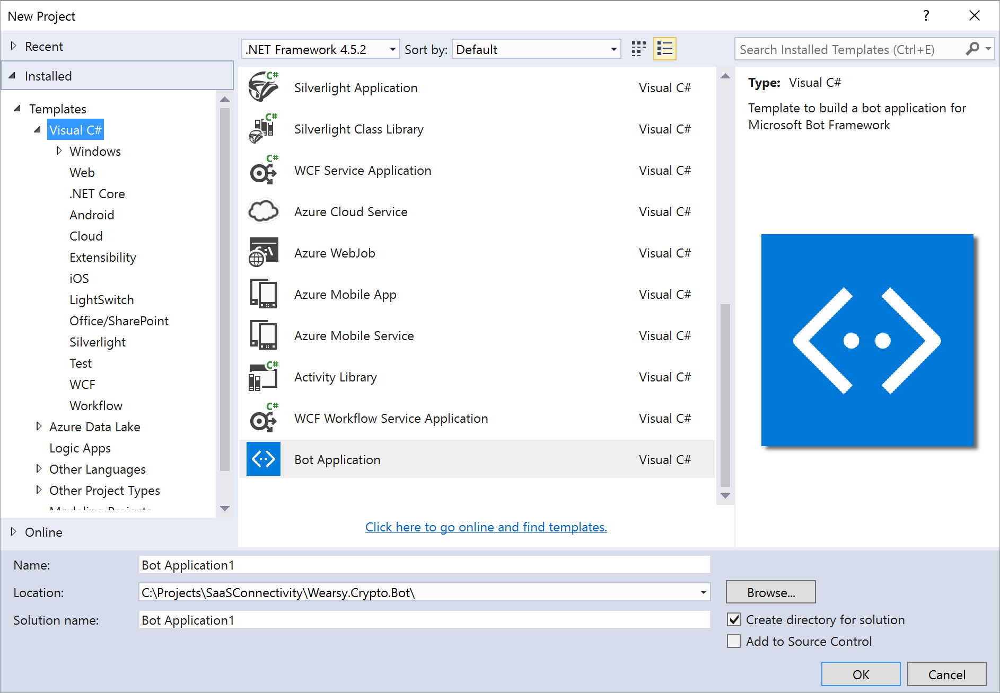 New Project
?
Recent
.NET Framework 4.5.2
Sort by:
Default
Search Installed Templates (Ctrl+E)
Installed
Templates
Visual C#
Windows
Web
.NET Core
Android
Cloud
Extensibility
iOS
LightSwitch
Office/SharePoint
Silverlight
Test
WCF
Workflow
Azure Data Lake
Logic Apps
Other Languages
Other Project Types
Modeling Projects
Online
C# Silverlight Application Visual C#
C# Silverlight Class Library Visual C#
C# WCF Service Application Visual C#
Azure Cloud Service Visual C#
Azure WebJob Visual C#
Azure Mobile App Visual C#
Azure Mobile Service Visual C#
C# Activity Library Visual C#
C# WCF Workflow Service Application Visual C#
Bot Application Visual C#
Click here to go online and find templates.
Type: Visual C#
Template to build a bot application for
Microsoft Bot Framework
Name: Bot Application1
Location: C:\Projects\SaaSConnectivity\Wearsy.Crypto.Bot\
Browse...
Solution name: Bot Application1
Create directory for solution
Add to Source Control
OK
Cancel